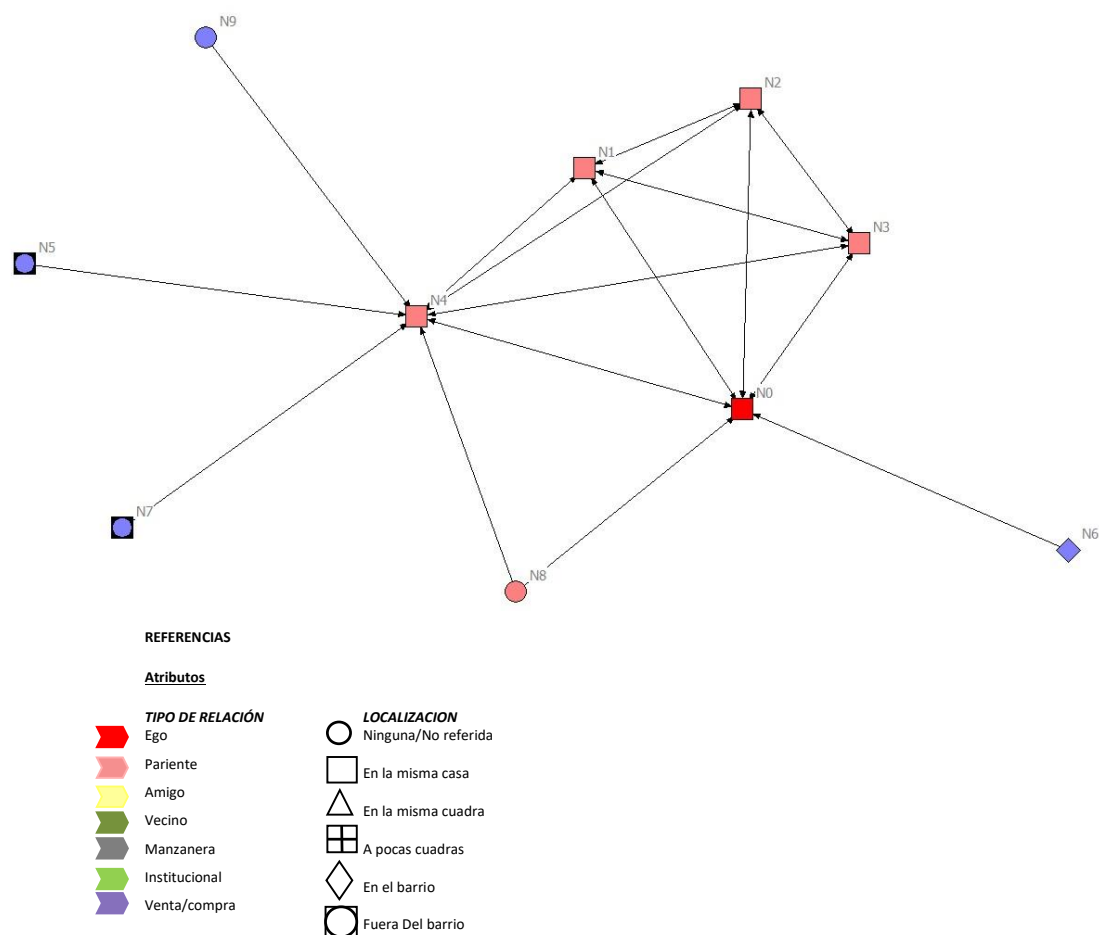 N9
N2
N1
N3
N5
N4
N0
N7
N6
N8
REFERENCIAS
Atributos
TIPO DE RELACIÓN
Ego
Pariente
Amigo
Vecino
Manzanera
Institucional
Venta/compra
LOCALIZACION
Ninguna/No referida
En la misma casa
En la misma cuadra
A pocas cuadras
En el barrio
Fuera Del barrio